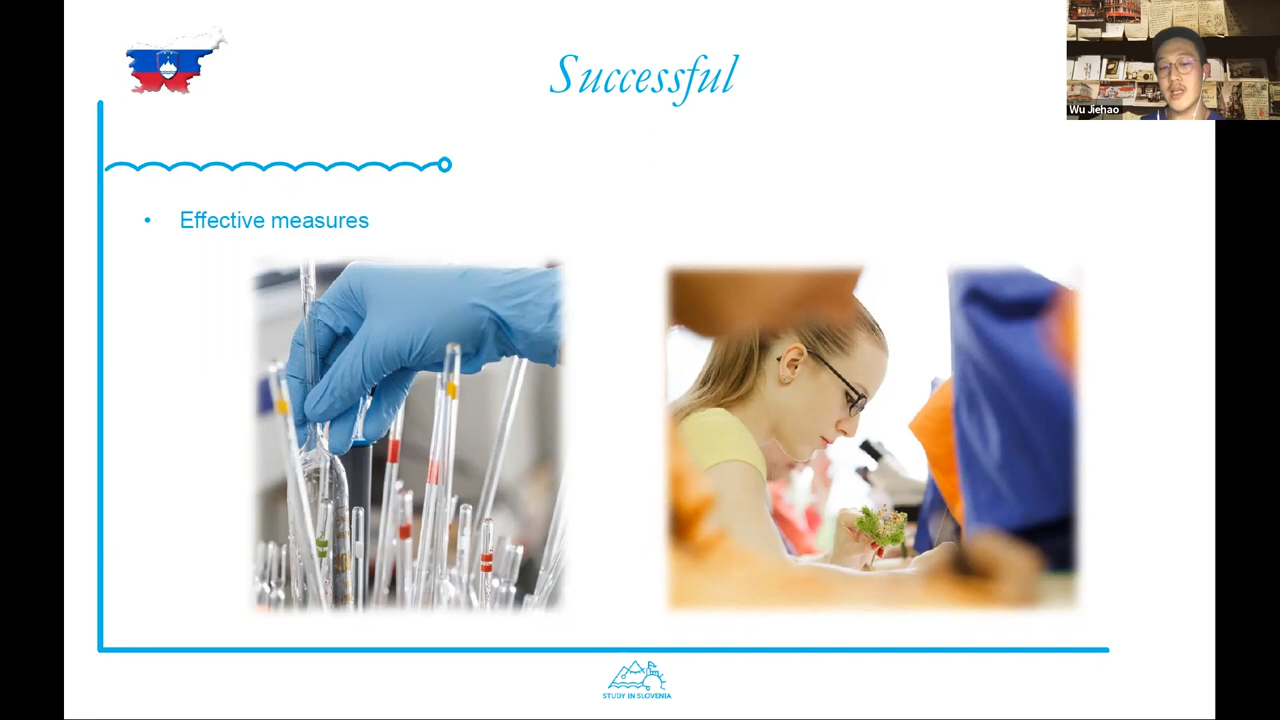 Successful
Wu Jiehao
• Effective measures
STUDY IN SLOVENIA